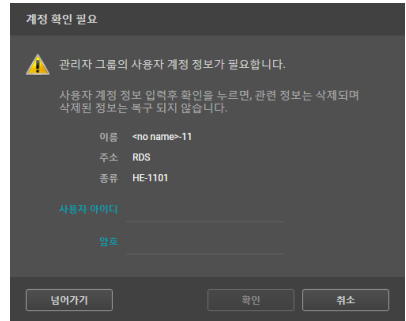 계정 확인 필요
관리자 그룹의 사용자 계정 정보가 필요합니다.
사용자 계정 정보 입력후 확인을 누르면, 관련 정보는 삭제되며
삭제된 정보는 복구 되지 않습니다.
이름 <no name>-11
주소 RDS
종류 HE-1101
사용자 아이디
암호
넘어가기 확인 취소